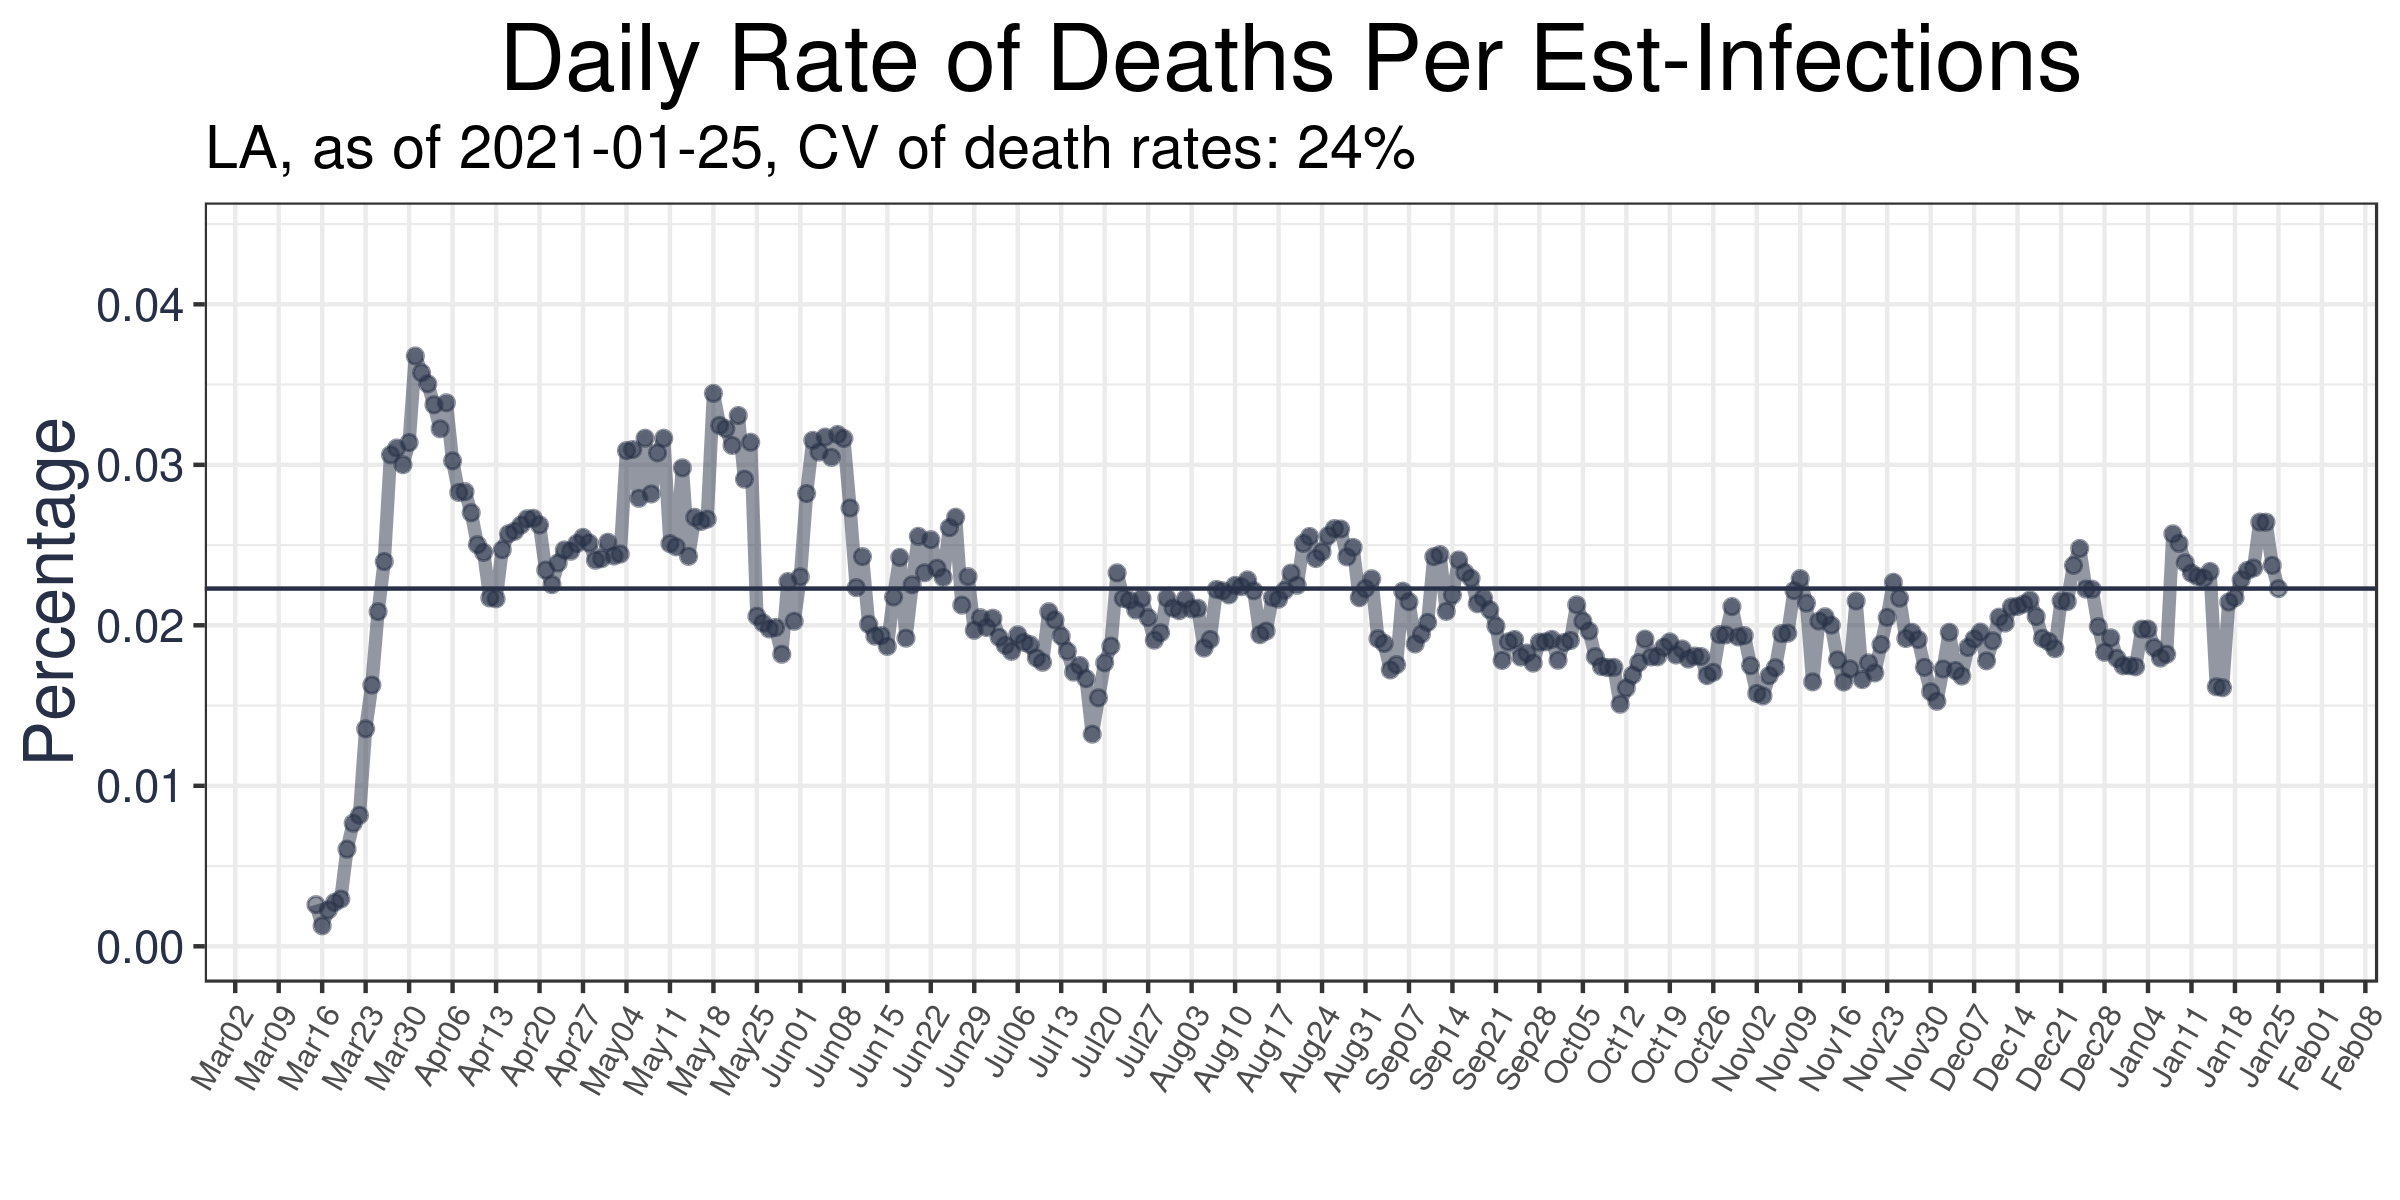 Daily Rate of Deaths Per Est-Infections
LA, as of 2021-01-25, CV of death rates: 24%
Percentage
0.04
0.03
0.02
0.01
0.00
Mar02
Mar09
Mar16
Mar23
Mar30
Apr06
Apr13
Apr20
Apr27
May04
May11
May18
May25
Jun01
Jun08
Jun15
Jun22
Jun29
Jul06
Jul13
Jul20
Jul27
Aug03
Aug10
Aug17
Aug24
Aug31
Sep07
Sep14
Sep21
Sep28
Oct05
Oct12
Oct19
Oct26
Nov02
Nov09
Nov16
Nov23
Nov30
Dec07
Dec14
Dec21
Dec28
Jan04
Jan11
Jan18
Jan25
Feb01
Feb08